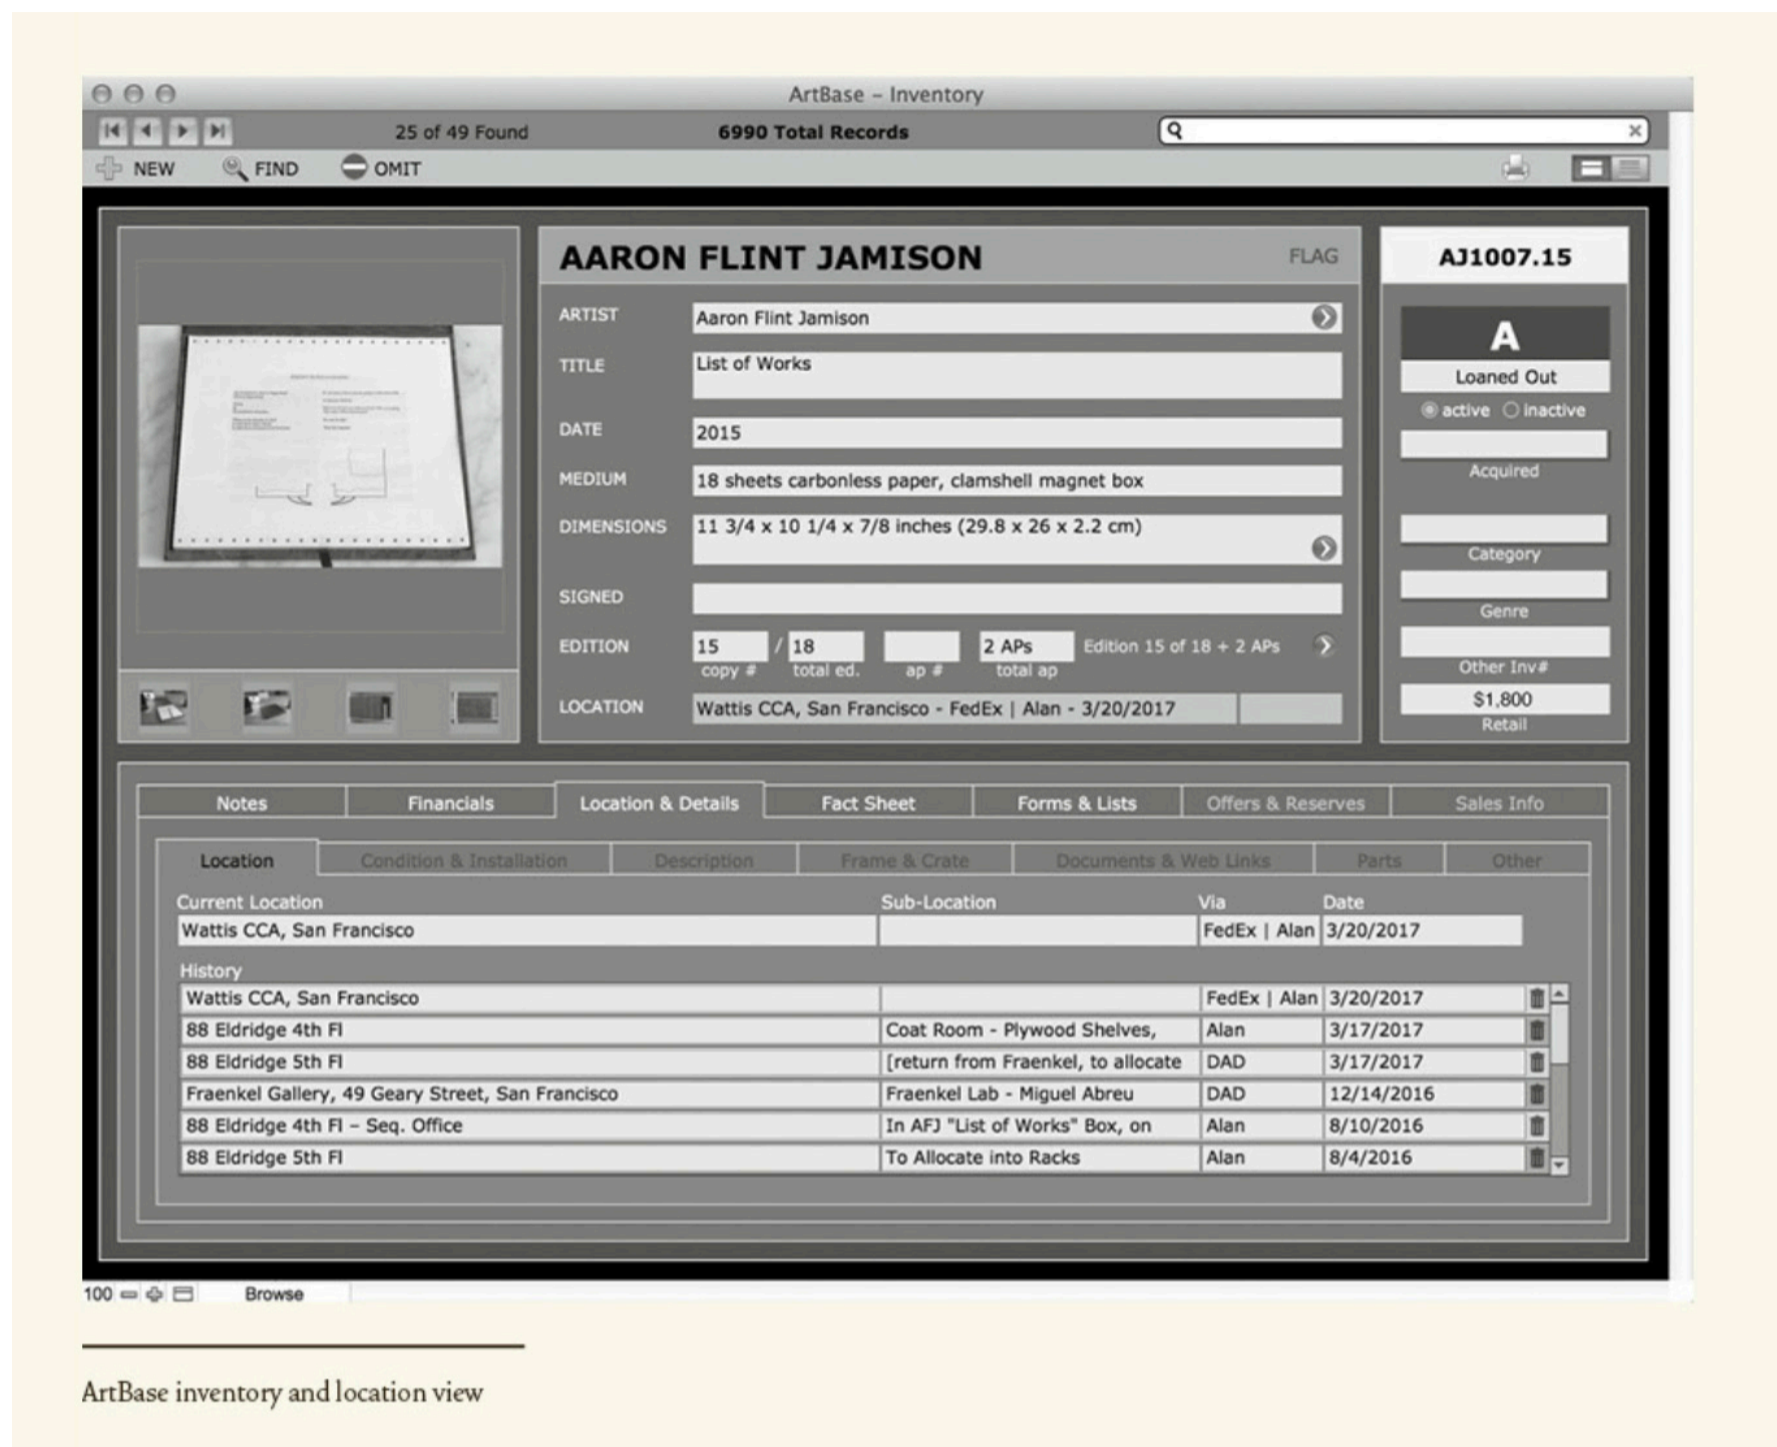 ArtBase – Inventory
25 of 49 Found
6990 Total Records
NEW
FIND
OMIT
AARON FLINT JAMISON
FLAG
ARTIST
Aaron Flint Jamison
TITLE
List of Works
DATE
2015
MEDIUM
18 sheets carbonless paper, clamshell magnet box
DIMENSIONS
11 3/4 x 10 1/4 x 7/8 inches (29.8 x 26 x 2.2 cm)
SIGNED
EDITION
15 / 18 2 APs Edition 15 of 18 + 2 APs
copy # total ed. ap # total ap
LOCATION
Wattis CCA, San Francisco - FedEx | Alan - 3/20/2017
AJ1007.15
A
Loaned Out
active inactive
Acquired
Category
Genre
Other Inv#
$1,800
Retail
Notes Financials Location & Details Fact Sheet Forms & Lists Offers & Reserves Sales Info
Location Condition & Installation Description Frame & Crate Documents & Web Links Parts Other
Current Location Sub-Location Via Date
Wattis CCA, San Francisco FedEx | Alan 3/20/2017
History
Wattis CCA, San Francisco FedEx | Alan 3/20/2017
88 Eldridge 4th Fl Coat Room - Plywood Shelves, Alan 3/17/2017
88 Eldridge 5th Fl [return from Fraenkel, to allocate DAD 3/17/2017
Fraenkel Gallery, 49 Geary Street, San Francisco Fraenkel Lab - Miguel Abreu DAD 12/14/2016
88 Eldridge 4th Fl – Seq. Office In AFJ "List of Works" Box, on Alan 8/10/2016
88 Eldridge 5th Fl To Allocate into Racks Alan 8/4/2016
100 Browse
ArtBase inventory and location view